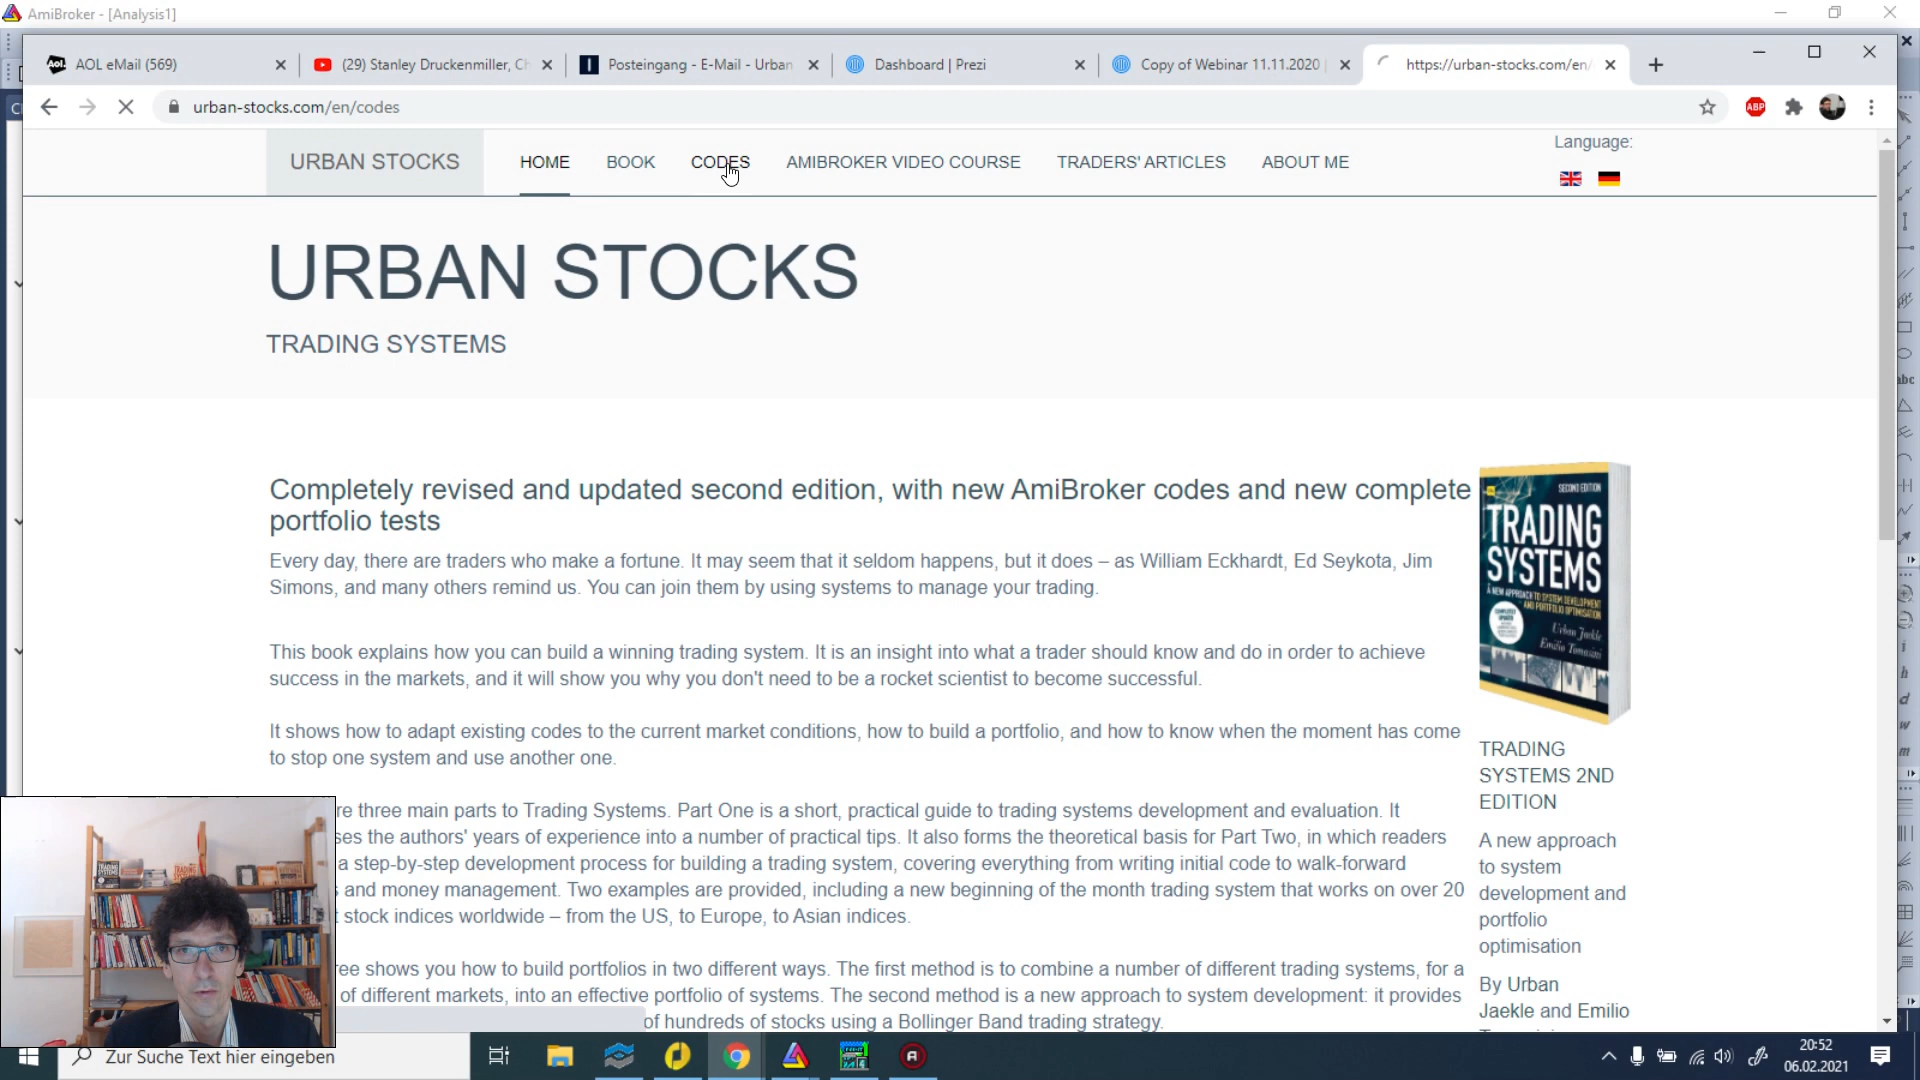 AmiBroker - [Analysis1]
AOL eMail (569)
(29) Stanley Druckenmiller, Ch
Posteingang - E-Mail - Urban
Dashboard | Prezi
Copy of Webinar 11.11.2020 |
https://urban-stocks.com/en/
urban-stocks.com/en/codes
ABP
URBAN STOCKS
HOME
BOOK
CODES
AMIBROKER VIDEO COURSE
TRADERS' ARTICLES
ABOUT ME
Language:
URBAN STOCKS
TRADING SYSTEMS
Completely revised and updated second edition, with new AmiBroker codes and new complete
portfolio tests
Every day, there are traders who make a fortune. It may seem that it seldom happens, but it does – as William Eckhardt, Ed Seykota, Jim
Simons, and many others remind us. You can join them by using systems to manage your trading.
This book explains how you can build a winning trading system. It is an insight into what a trader should know and do in order to achieve
success in the markets, and it will show you why you don't need to be a rocket scientist to become successful.
It shows how to adapt existing codes to the current market conditions, how to build a portfolio, and how to know when the moment has come
to stop one system and use another one.
re three main parts to Trading Systems. Part One is a short, practical guide to trading systems development and evaluation. It
ses the authors' years of experience into a number of practical tips. It also forms the theoretical basis for Part Two, in which readers
a step-by-step development process for building a trading system, covering everything from writing initial code to walk-forward
and money management. Two examples are provided, including a new beginning of the month trading system that works on over 20
stock indices worldwide – from the US, to Europe, to Asian indices.
ee shows you how to build portfolios in two different ways. The first method is to combine a number of different trading systems, for a
of different markets, into an effective portfolio of systems. The second method is a new approach to system development: it provides
of hundreds of stocks using a Bollinger Band trading strategy.
SECOND EDITION
TRADING
SYSTEMS
A NEW APPROACH TO SYSTEM DEVELOPMENT
AND PORTFOLIO OPTIMISATION
Urban Jaekle
Emilio Tomasini
TRADING
SYSTEMS 2ND
EDITION
A new approach
to system
development and
portfolio
optimisation
By Urban
Jaekle and Emilio
Zur Suche Text hier eingeben
20:52
06.02.2021